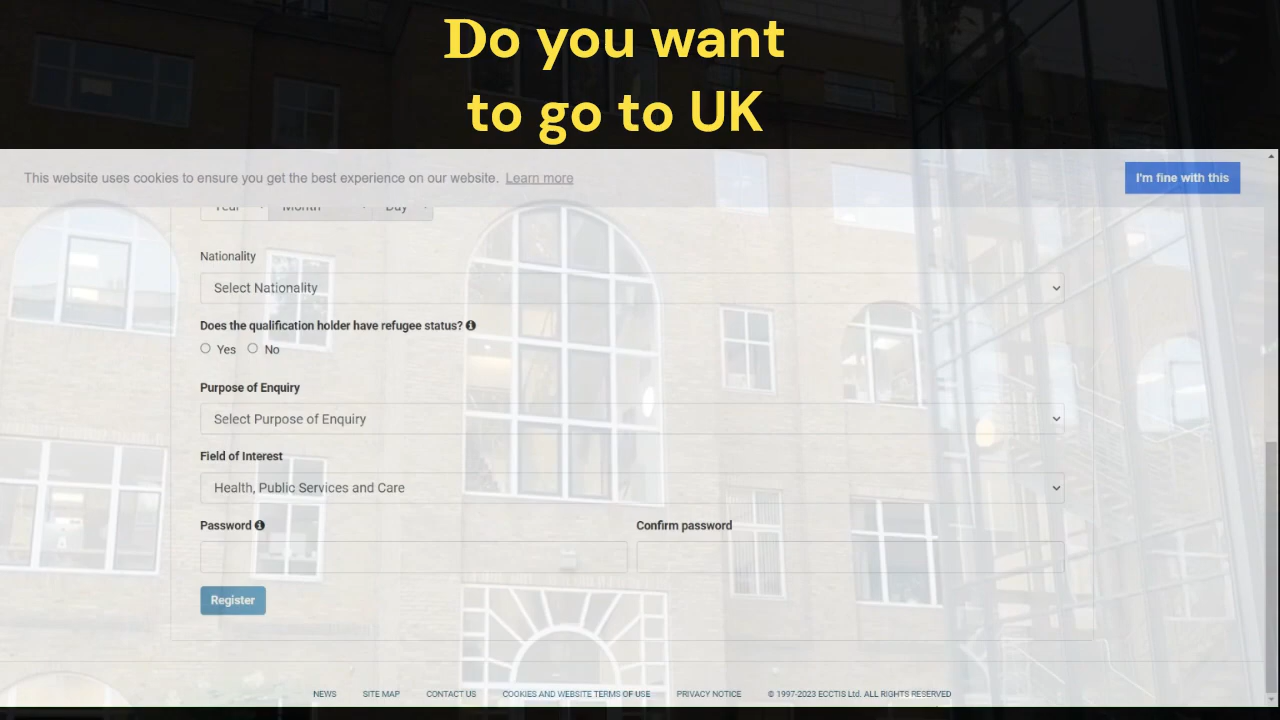 Do you want
to go to UK
This website uses cookies to ensure you get the best experience on our website. Learn more
I'm fine with this
Year Month Day
Nationality
Select Nationality
Does the qualification holder have refugee status?
Yes No
Purpose of Enquiry
Select Purpose of Enquiry
Field of Interest
Health, Public Services and Care
Password Confirm password
Register
NEWS SITE MAP CONTACT US COOKIES AND WEBSITE TERMS OF USE PRIVACY NOTICE © 1997-2023 ECCTIS Ltd. ALL RIGHTS RESERVED